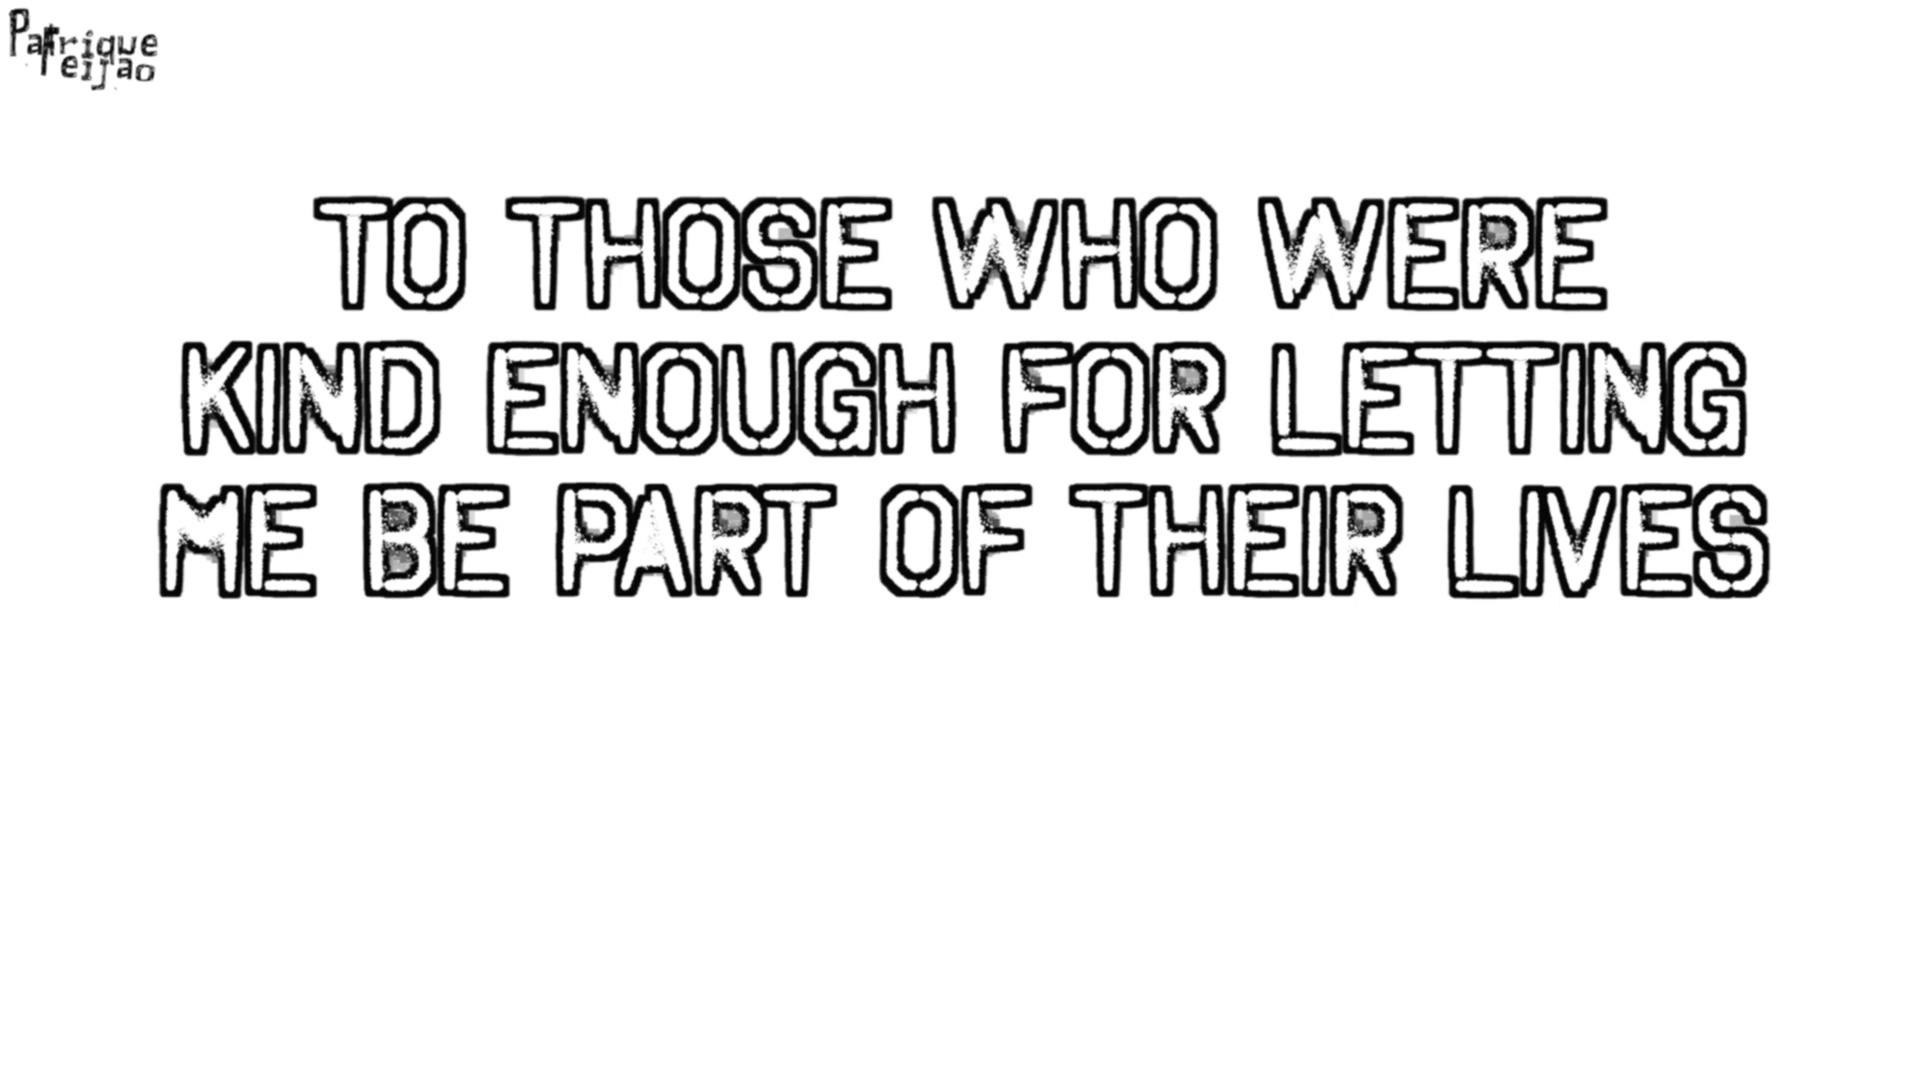 Patrique
Feijao
TO THOSE WHO WERE
KIND ENOUGH FOR LETTING
ME BE PART OF THEIR LIVES